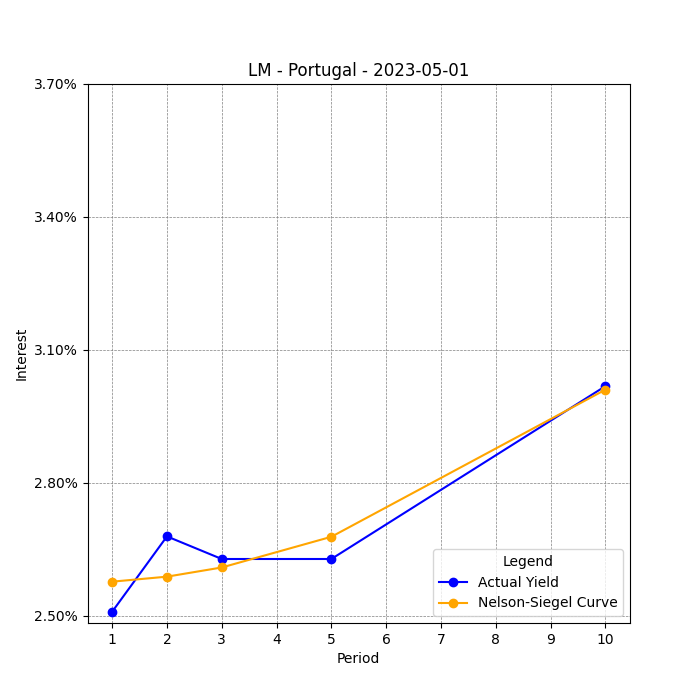 LM - Portugal - 2023-05-01
3.70%
3.40%
3.10%
2.80%
2.50%
Interest
Legend
Actual Yield
Nelson-Siegel Curve
1 2 3 4 5 6 7 8 9 10
Period